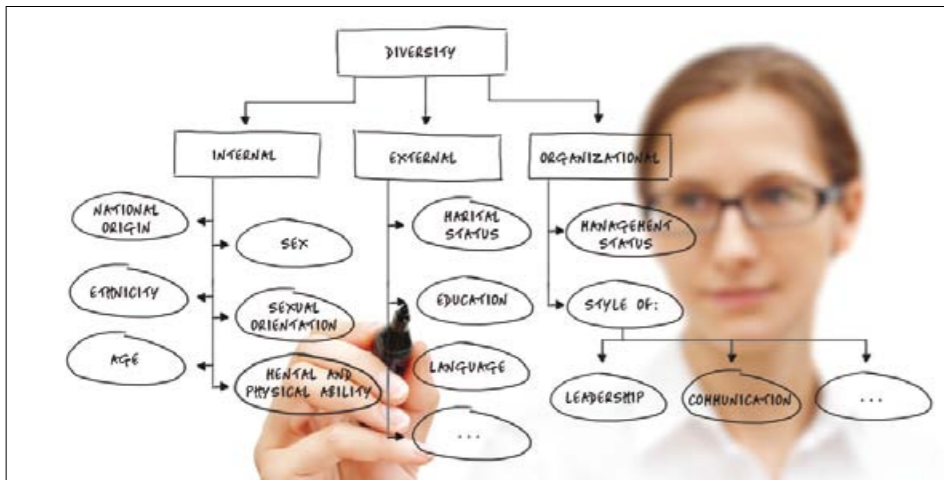 DIVERSITY
INTERNAL
EXTERNAL
ORGANIZATIONAL
NATIONAL
ORIGIN
SEX
ETHNICITY
SEXUAL
ORIENTATION
AGE
MENTAL AND
PHYSICAL ABILITY
MARITAL
STATUS
EDUCATION
LANGUAGE
...
MANAGEMENT
STATUS
STYLE OF:
LEADERSHIP
COMMUNICATION
...